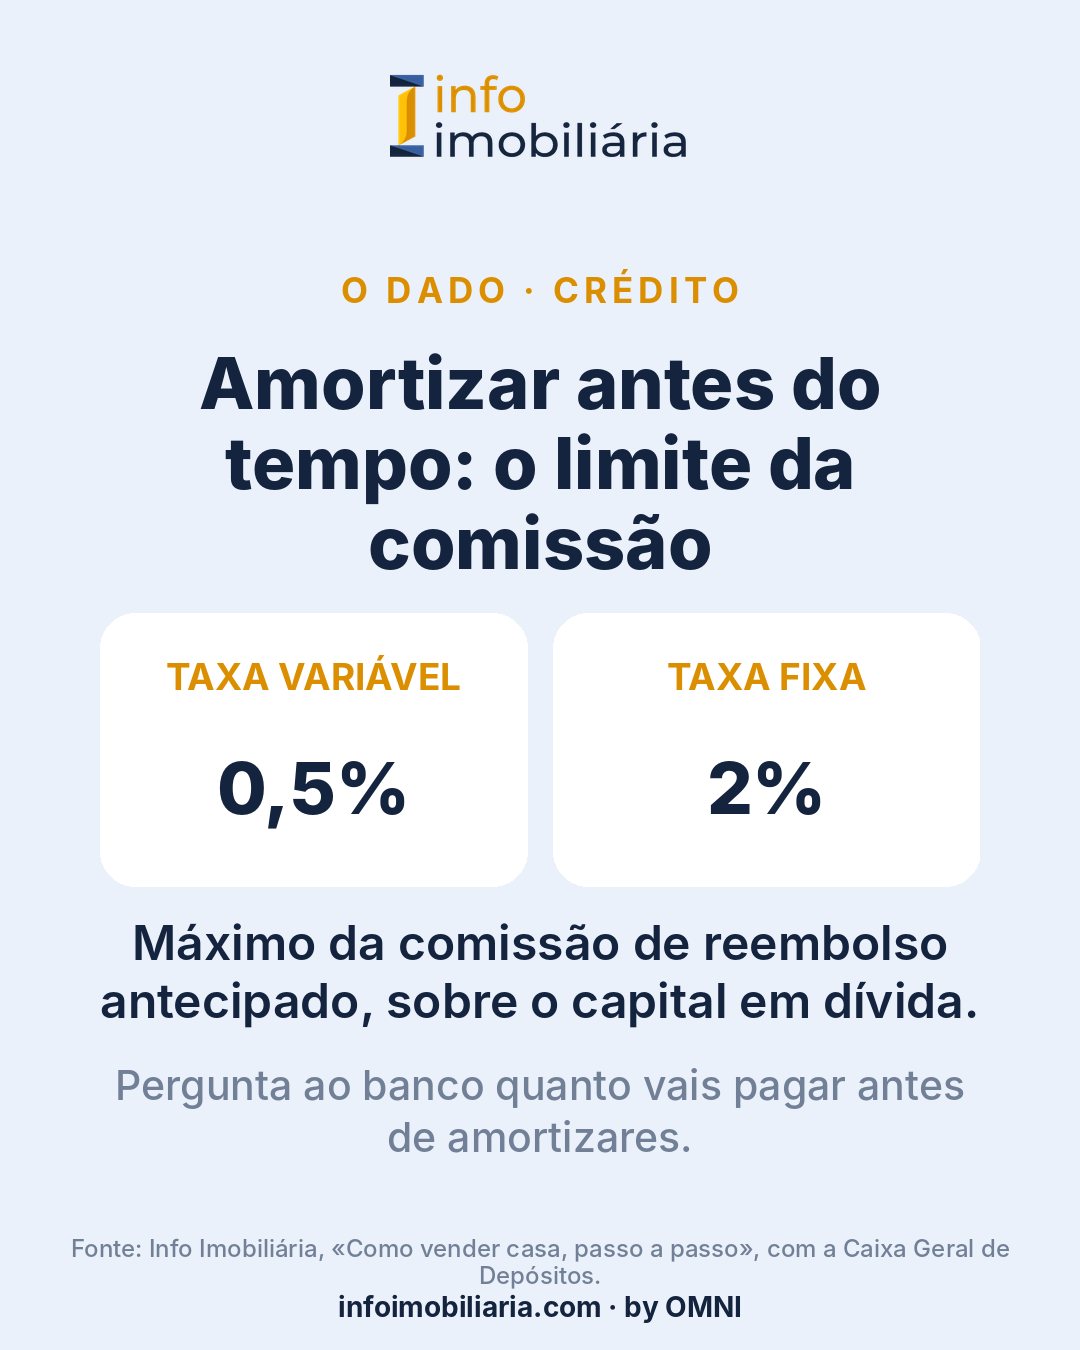 info
imobiliária
O DADO · CRÉDITO
Amortizar antes do
tempo: o limite da
comissão
TAXA VARIÁVEL
0,5%
TAXA FIXA
2%
Máximo da comissão de reembolso
antecipado, sobre o capital em dívida.
Pergunta ao banco quanto vais pagar antes
de amortizares.
Fonte: Info Imobiliária, «Como vender casa, passo a passo», com a Caixa Geral de
Depósitos.
infoimobiliaria.com · by OMNI